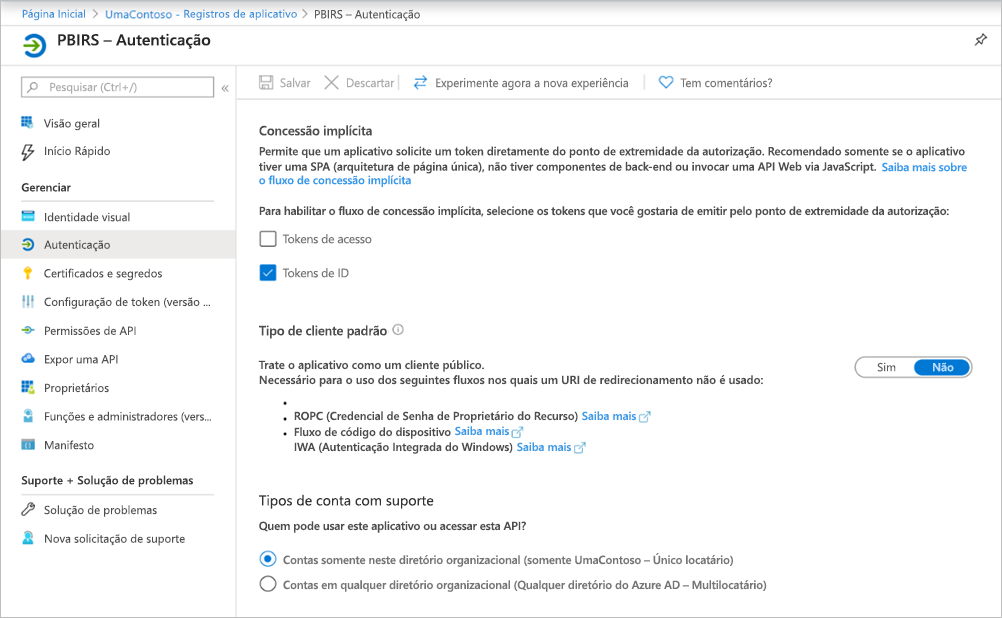 Página Inicial > UmaContoso - Registros de aplicativo > PBIRS – Autenticação
PBIRS – Autenticação
Pesquisar (Ctrl+/)
«
Visão geral
Início Rápido
Gerenciar
Identidade visual
Autenticação
Certificados e segredos
Configuração de token (versão ...
Permissões de API
Expor uma API
Proprietários
Funções e administradores (vers...
Manifesto
Suporte + Solução de problemas
Solução de problemas
Nova solicitação de suporte
Salvar Descartar Experimente agora a nova experiência Tem comentários?
Concessão implícita
Permite que um aplicativo solicite um token diretamente do ponto de extremidade da autorização. Recomendado somente se o aplicativo
tiver uma SPA (arquitetura de página única), não tiver componentes de back-end ou invocar uma API Web via JavaScript. Saiba mais sobre
o fluxo de concessão implícita
Para habilitar o fluxo de concessão implícita, selecione os tokens que você gostaria de emitir pelo ponto de extremidade da autorização:
Tokens de acesso
Tokens de ID
Tipo de cliente padrão
Trate o aplicativo como um cliente público.
Sim Não
Necessário para o uso dos seguintes fluxos nos quais um URI de redirecionamento não é usado:
ROPC (Credencial de Senha de Proprietário do Recurso) Saiba mais
Fluxo de código do dispositivo Saiba mais
IWA (Autenticação Integrada do Windows) Saiba mais
Tipos de conta com suporte
Quem pode usar este aplicativo ou acessar esta API?
Contas somente neste diretório organizacional (somente UmaContoso – Único locatário)
Contas em qualquer diretório organizacional (Qualquer diretório do Azure AD – Multilocatário)